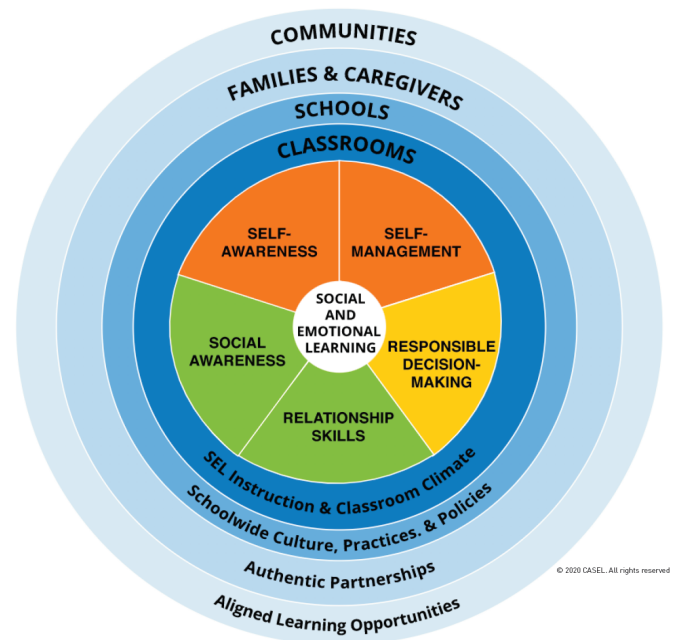 COMMUNITIES
FAMILIES & CAREGIVERS
SCHOOLS
CLASSROOMS
SELF-
AWARENESS
SELF-
MANAGEMENT
SOCIAL
AND
EMOTIONAL
LEARNING
SOCIAL
AWARENESS
RESPONSIBLE
DECISION-
MAKING
RELATIONSHIP
SKILLS
SEL Instruction & Classroom Climate
Schoolwide Culture, Practices. & Policies
Authentic Partnerships
Aligned Learning Opportunities
© 2020 CASEL. All rights reserved